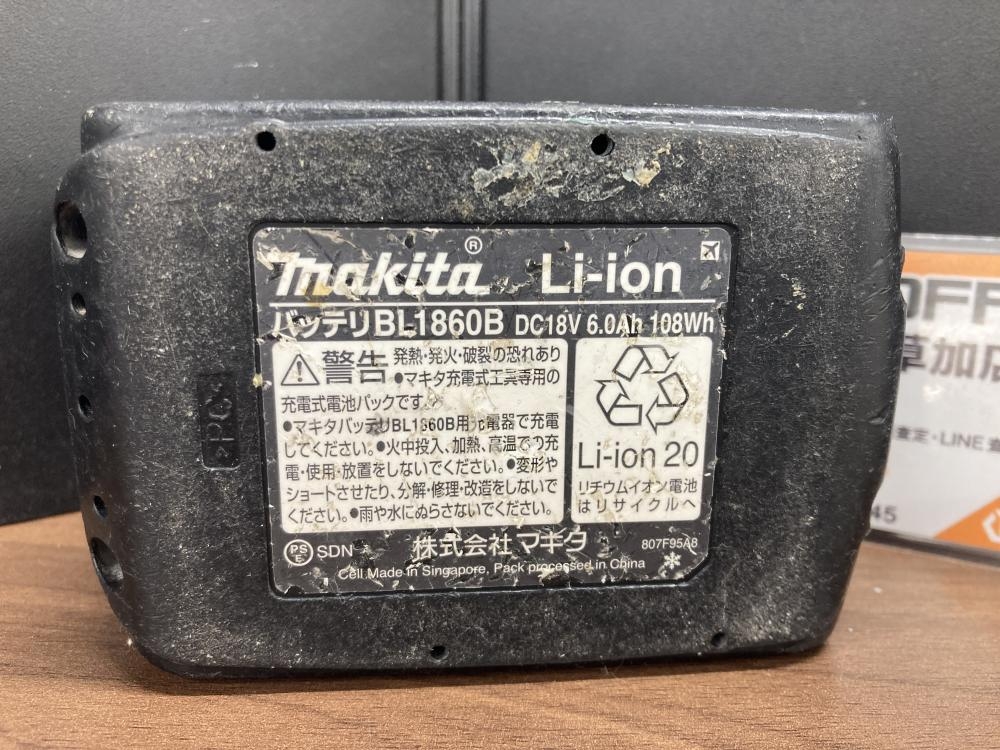 makita® Li-ion
バッテリBL1860B DC18V 6.0Ah 108Wh
警告 発熱・発火・破裂の恐れあり
●マキタ充電式工具専用の
充電式電池パックです。
●マキタバッテリBL1860B用充電器で充電
してください。●火中投入、加熱、高温での充
電・使用・放置をしないでください。●変形や
ショートさせたり、分解・修理・改造をしないで
ください。●雨や水にぬらさないでください。
Li-ion 20
リチウムイオン電池
はリサイクルへ
PSE SDN 株式会社マキタ 807F95A8
Cell Made in Singapore, Pack processed in China
>PC<
OFF
草加店
査定・LINE
45